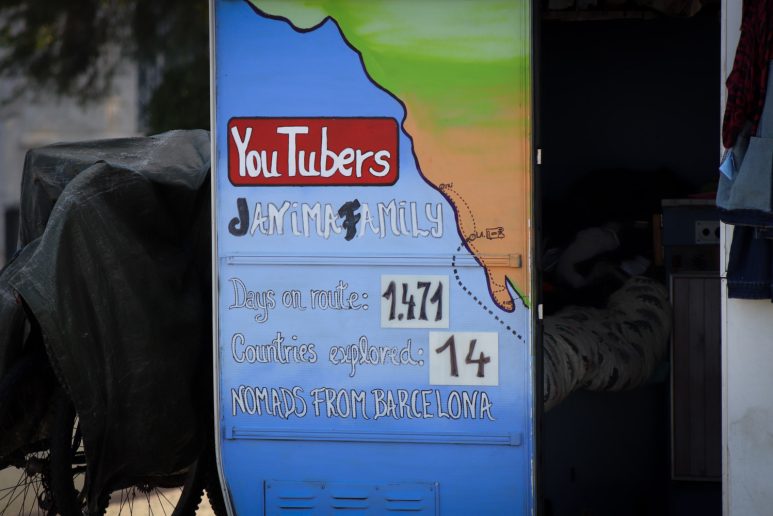 YouTubers
JANIMAFAMILY
Days on route: 1.471
Countries explored: 14
NOMADS FROM BARCELONA